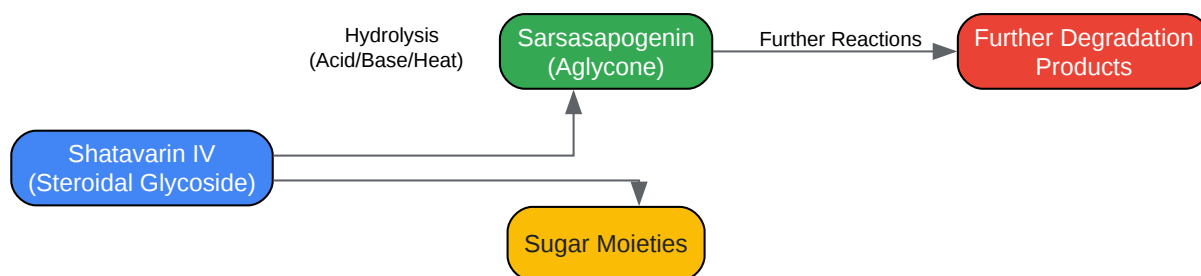 Hydrolysis
(Acid/Base/Heat)
Sarsasapogenin
(Aglycone)
Further Reactions
Further Degradation
Products
Shatavarin IV
(Steroidal Glycoside)
Sugar Moieties